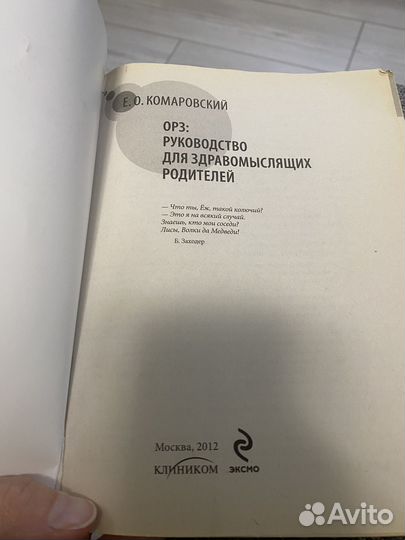 Е. О. КОМАРОВСКИЙ
ОРЗ:
РУКОВОДСТВО
ДЛЯ ЗДРАВОМЫСЛЯЩИХ
РОДИТЕЛЕЙ
— Что ты, Ёж, такой колючий?
— Это я на всякий случай.
Знаешь, кто мои соседи?
Лисы, Волки да Медведи!
Б. Заходер
Москва, 2012
КЛИНИКОМ
ЭКСМО
Avito